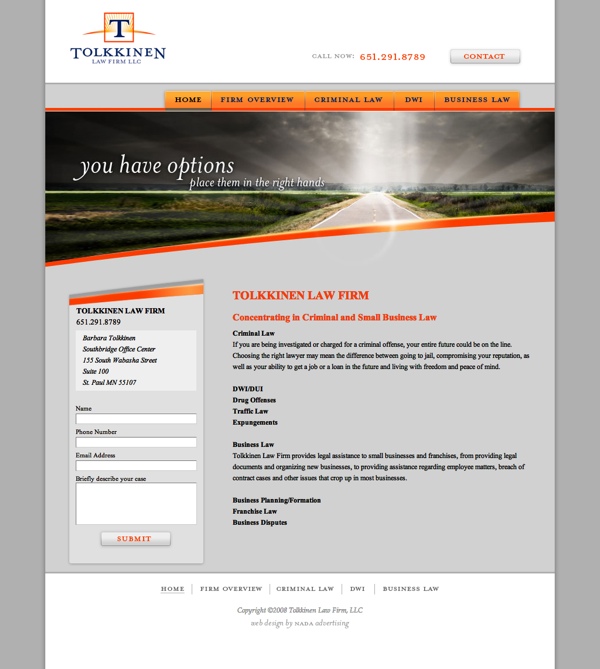 T
TOLKKINEN
LAW FIRM LLC
CALL NOW: 651.291.8789
CONTACT
HOME
FIRM OVERVIEW
CRIMINAL LAW
DWI
BUSINESS LAW
you have options
place them in the right hands
TOLKKINEN LAW FIRM
651.291.8789
Barbara Tolkkinen
Southbridge Office Center
155 South Wabasha Street
Suite 100
St. Paul MN 55107
Name
Phone Number
Email Address
Briefly describe your case
SUBMIT
TOLKKINEN LAW FIRM
Concentrating in Criminal and Small Business Law
Criminal Law
If you are being investigated or charged for a criminal offense, your entire future could be on the line.
Choosing the right lawyer may mean the difference between going to jail, compromising your reputation, as
well as your ability to get a job or a loan in the future and living with freedom and peace of mind.
DWI/DUI
Drug Offenses
Traffic Law
Expungements
Business Law
Tolkkinen Law Firm provides legal assistance to small businesses and franchises, from providing legal
documents and organizing new businesses, to providing assistance regarding employee matters, breach of
contract cases and other issues that crop up in most businesses.
Business Planning/Formation
Franchise Law
Business Disputes
HOME
FIRM OVERVIEW
CRIMINAL LAW
DWI
BUSINESS LAW
Copyright ©2008 Tolkkinen Law Firm, LLC
web design by NADA advertising